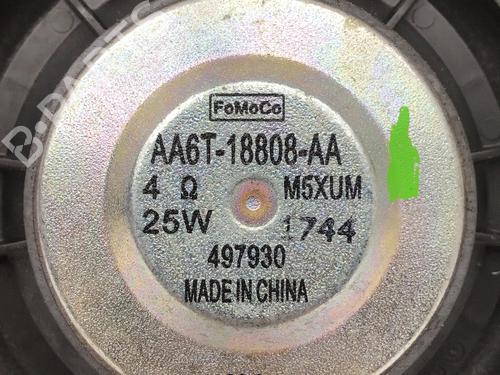 B-PARTS
FoMoCo
AA6T-18808-AA
4 Ω M5XUM
25W 1744
497930
MADE IN CHINA